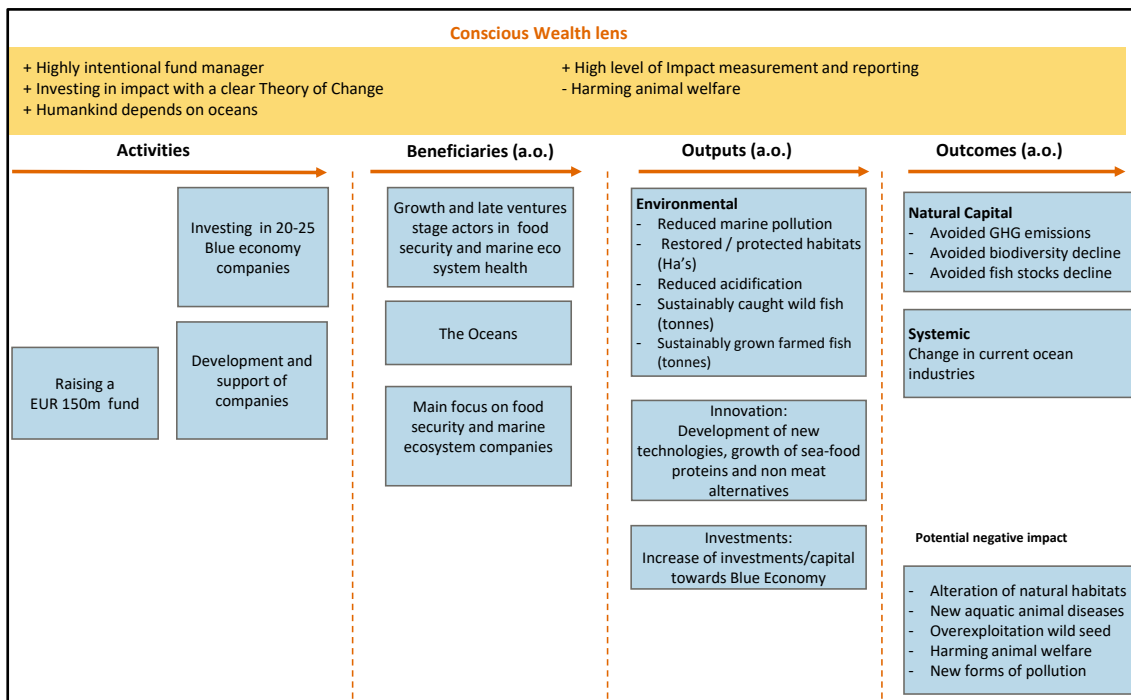 Conscious Wealth lens
+ Highly intentional fund manager
+ Investing in impact with a clear Theory of Change
+ Humankind depends on oceans
+ High level of Impact measurement and reporting
- Harming animal welfare
Activities
Raising a
EUR 150m fund
Investing in 20-25
Blue economy
companies
Development and
support of
companies
Beneficiaries (a.o.)
Growth and late ventures
stage actors in food
security and marine eco
system health
The Oceans
Main focus on food
security and marine
ecosystem companies
Outputs (a.o.)
Environmental
- Reduced marine pollution
- Restored / protected habitats
(Ha's)
- Reduced acidification
- Sustainably caught wild fish
(tonnes)
- Sustainably grown farmed fish
(tonnes)
Innovation:
Development of new
technologies, growth of sea-food
proteins and non meat
alternatives
Investments:
Increase of investments/capital
towards Blue Economy
Outcomes (a.o.)
Natural Capital
- Avoided GHG emissions
- Avoided biodiversity decline
- Avoided fish stocks decline
Systemic
Change in current ocean
industries
Potential negative impact
- Alteration of natural habitats
- New aquatic animal diseases
- Overexploitation wild seed
- Harming animal welfare
- New forms of pollution